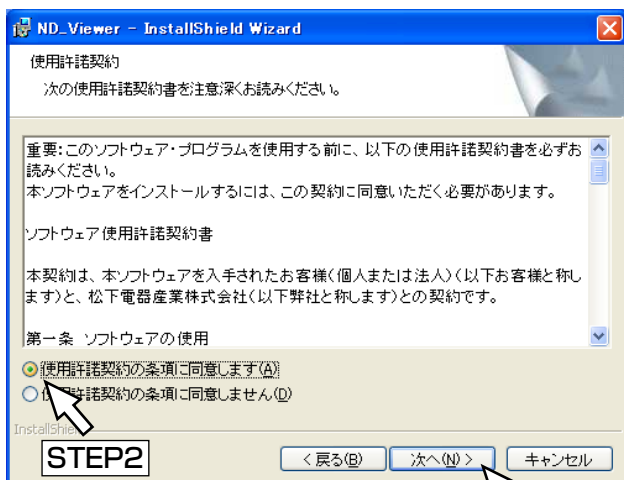 ND_Viewer - InstallShield Wizard
使用許諾契約
次の使用許諾契約書を注意深くお読みください。
重要:このソフトウェア・プログラムを使用する前に、以下の使用許諾契約書を必ずお
読みください。
本ソフトウェアをインストールするには、この契約に同意いただく必要があります。
ソフトウェア使用許諾契約書
本契約は、本ソフトウェアを入手されたお客様(個人または法人)(以下お客様と称し
ます)と、松下電器産業株式会社(以下弊社と称します)との契約です。
第一条 ソフトウェアの使用
使用許諾契約の条項に同意します(A)
使用許諾契約の条項に同意しません(D)
InstallShie
STEP2
< 戻る(B) 次へ(N) > キャンセル